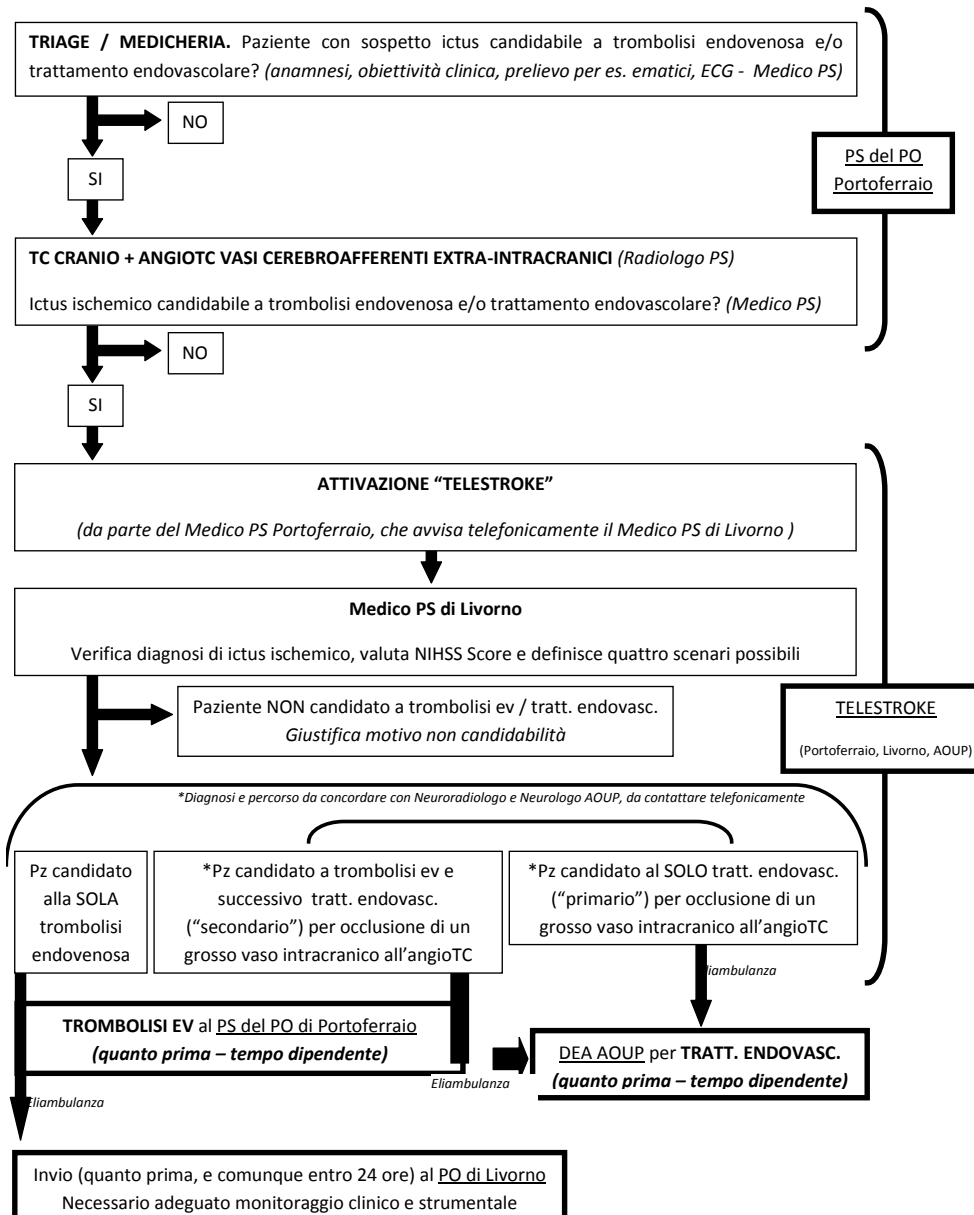 TRIAGE / MEDICHERIA. Paziente con sospetto ictus candidabile a trombolisi endovenosa e/o
trattamento endovascolare? (anamnesi, obiettività clinica, prelievo per es. ematici, ECG - Medico PS)
NO
SI
PS del PO
Portoferraio
TC CRANIO + ANGIOTC VASI CEREBROAFFERENTI EXTRA-INTRACRANICI (Radiologo PS)
Ictus ischemico candidabile a trombolisi endovenosa e/o trattamento endovascolare? (Medico PS)
NO
SI
ATTIVAZIONE “TELESTROKE”
(da parte del Medico PS Portoferraio, che avvisa telefonicamente il Medico PS di Livorno )
Medico PS di Livorno
Verifica diagnosi di ictus ischemico, valuta NIHSS Score e definisce quattro scenari possibili
Paziente NON candidato a trombolisi ev / tratt. endovasc.
Giustifica motivo non candidabilità
TELESTROKE
(Portoferraio, Livorno, AOUP)
*Diagnosi e percorso da concordare con Neuroradiologo e Neurologo AOUP, da contattare telefonicamente
Pz candidato
alla SOLA
trombolisi
endovenosa
*Pz candidato a trombolisi ev e
successivo tratt. endovasc.
(“secondario”) per occlusione di un
grosso vaso intracranico all’angioTC
*Pz candidato al SOLO tratt. endovasc.
(“primario”) per occlusione di un
grosso vaso intracranico all’angioTC
Eliambulanza
TROMBOLISI EV al PS del PO di Portoferraio
(quanto prima – tempo dipendente)
Eliambulanza
DEA AOUP per TRATT. ENDOVASC.
(quanto prima – tempo dipendente)
Eliambulanza
Invio (quanto prima, e comunque entro 24 ore) al PO di Livorno
Necessario adeguato monitoraggio clinico e strumentale